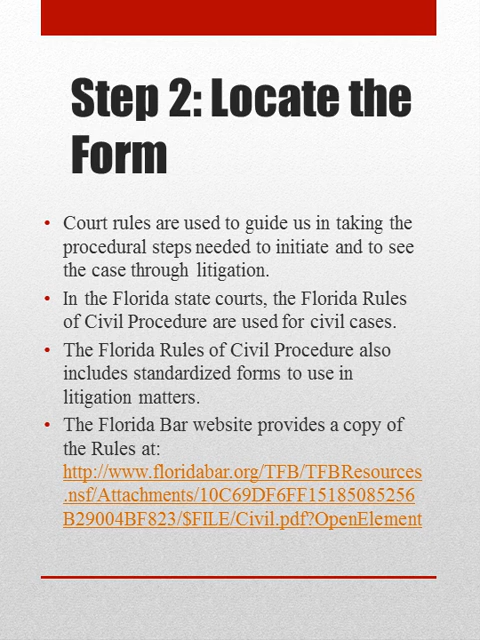 Step 2: Locate the
Form
• Court rules are used to guide us in taking the
procedural steps needed to initiate and to see
the case through litigation.
• In the Florida state courts, the Florida Rules
of Civil Procedure are used for civil cases.
• The Florida Rules of Civil Procedure also
includes standardized forms to use in
litigation matters.
• The Florida Bar website provides a copy of
the Rules at:
http://www.floridabar.org/TFB/TFBResources
.nsf/Attachments/10C69DF6FF15185085256
B29004BF823/$FILE/Civil.pdf?OpenElement